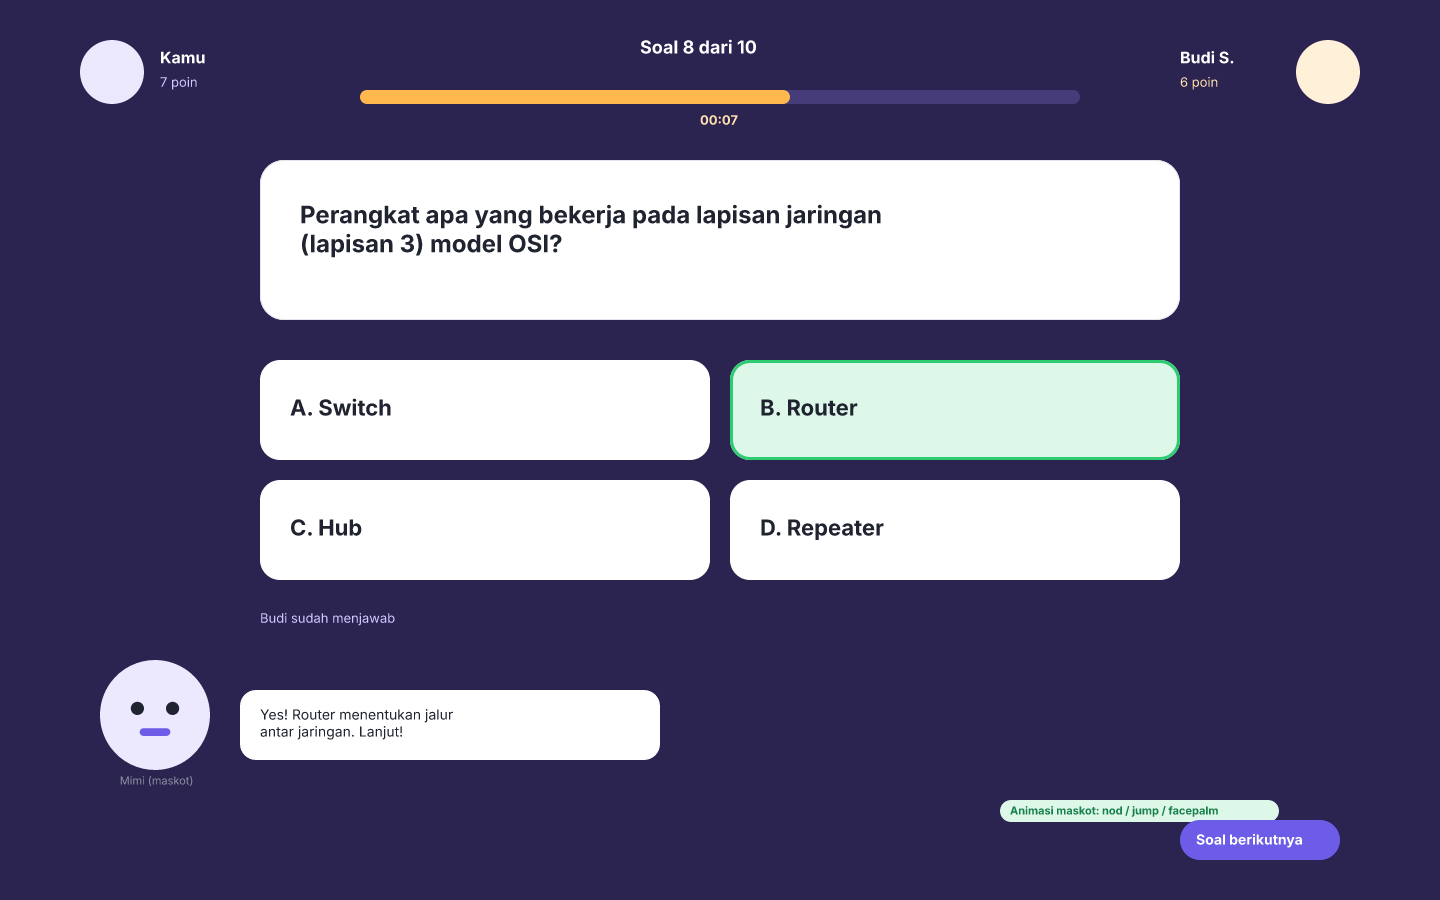 Kamu
7 poin
Soal 8 dari 10
00:07
Budi S.
6 poin
Perangkat apa yang bekerja pada lapisan jaringan
(lapisan 3) model OSI?
A. Switch
B. Router
C. Hub
D. Repeater
Budi sudah menjawab
Yes! Router menentukan jalur
antar jaringan. Lanjut!
Mimi (maskot)
Animasi maskot: nod / jump / facepalm
Soal berikutnya